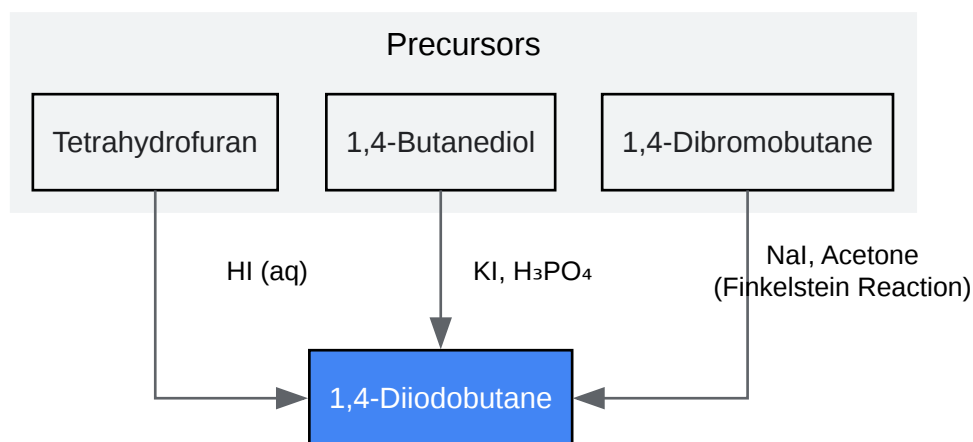 Precursors
Tetrahydrofuran
1,4-Butanediol
1,4-Dibromobutane
HI (aq)
KI, H₃PO₄
NaI, Acetone
(Finkelstein Reaction)
1,4-Diiodobutane